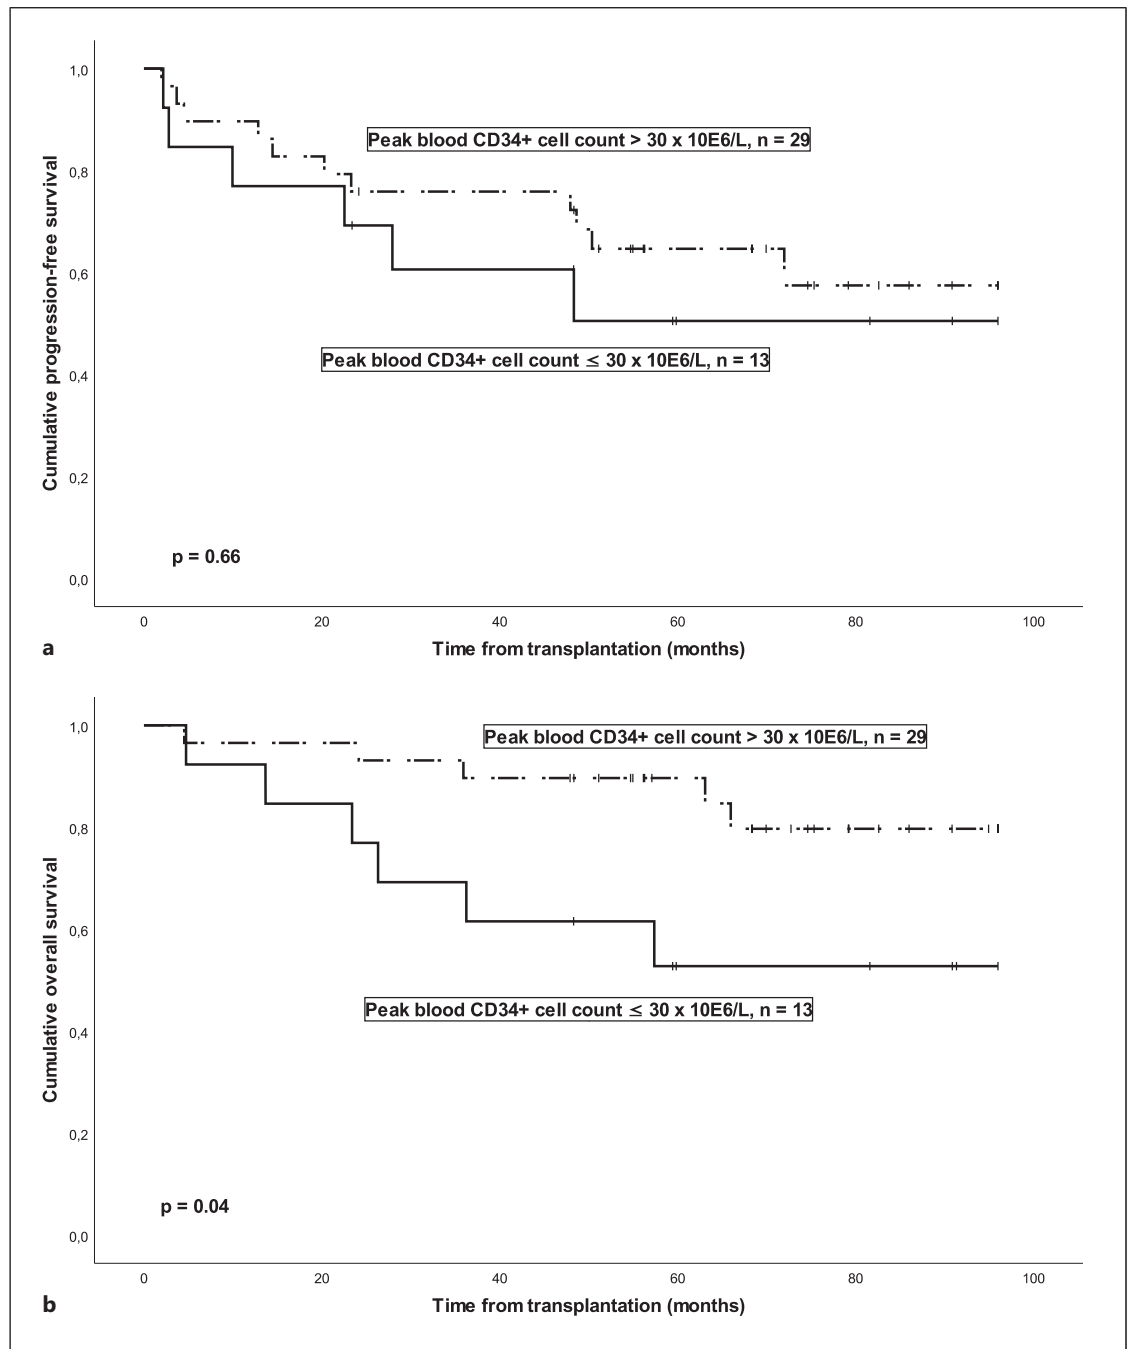 1,0
Peak blood CD34+ cell count > 30 x 10E6/L, n = 29
0,8
0,6
Peak blood CD34+ cell count ≤ 30 x 10E6/L, n = 13
0,4
0,2
0,0
Cumulative progression-free survival
p = 0.66
0 20 40 60 80 100
Time from transplantation (months)
a
1,0
Peak blood CD34+ cell count > 30 x 10E6/L, n = 29
0,8
0,6
Peak blood CD34+ cell count ≤ 30 x 10E6/L, n = 13
0,4
0,2
0,0
Cumulative overall survival
p = 0.04
0 20 40 60 80 100
Time from transplantation (months)
b